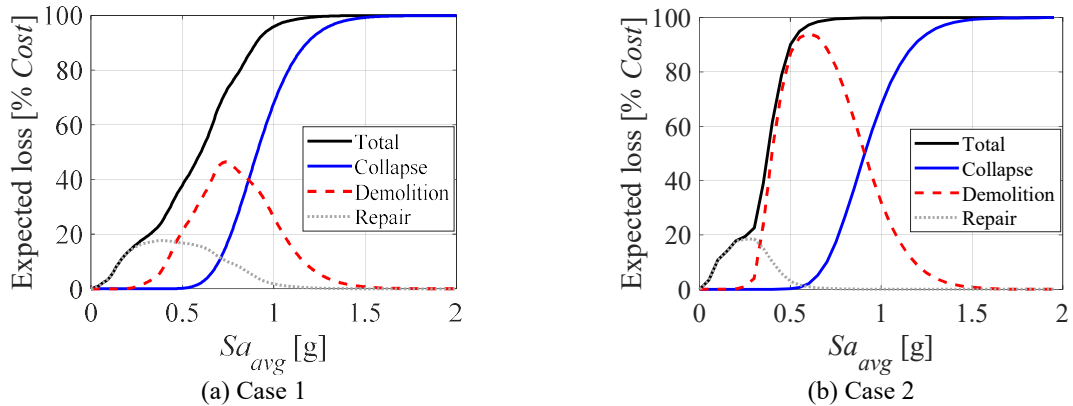 Expected loss [% Cost]
100
80
60
40
20
0
Total
Collapse
Demolition
Repair
0 0.5 1 1.5 2
Sa_avg [g]
(a) Case 1
Expected loss [% Cost]
100
80
60
40
20
0
Total
Collapse
Demolition
Repair
0 0.5 1 1.5 2
Sa_avg [g]
(b) Case 2